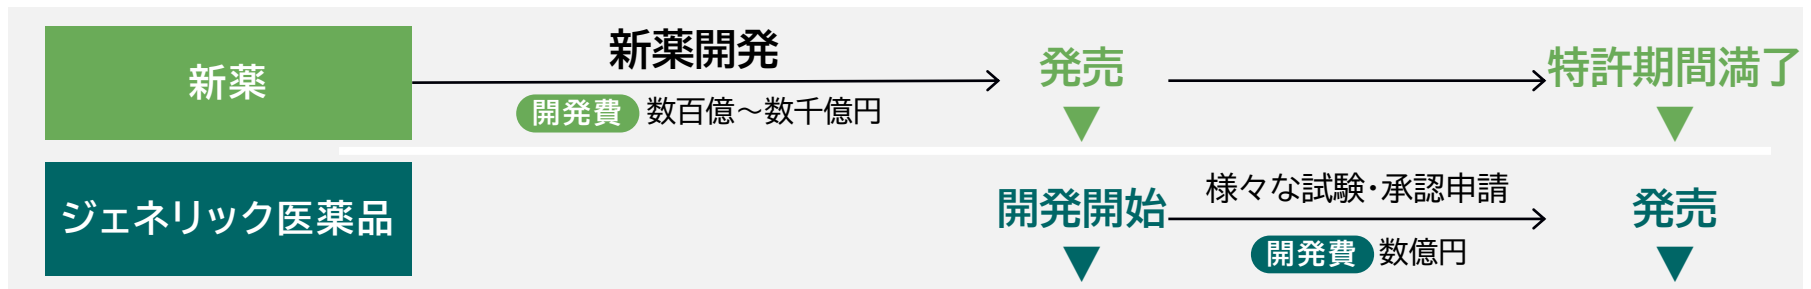 新薬
新薬開発
開発費 数百億～数千億円
発売
特許期間満了
ジェネリック医薬品
開発開始
様々な試験・承認申請
開発費 数億円
発売